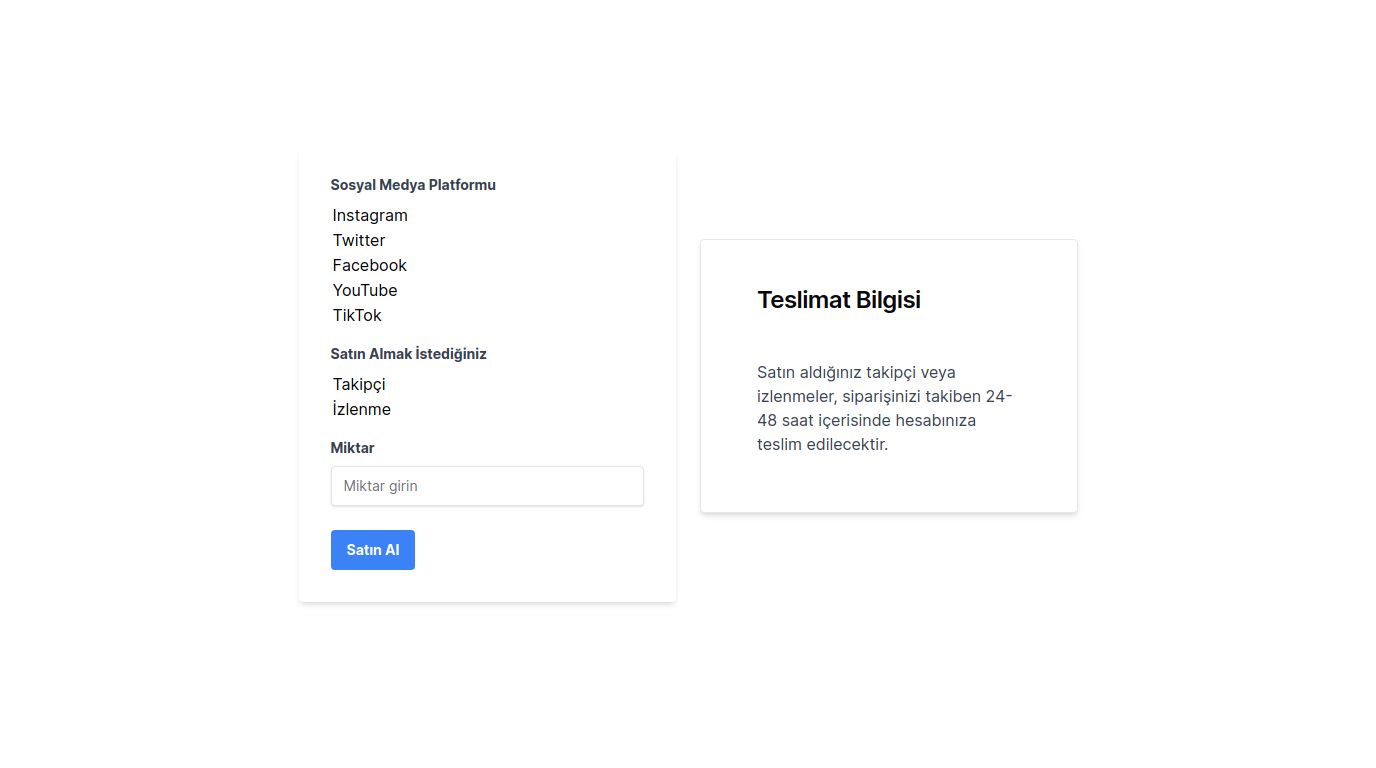 Sosyal Medya Platformu
Instagram
Twitter
Facebook
YouTube
TikTok
Satın Almak İstediğiniz
Takipçi
İzlenme
Miktar
Miktar girin
Satın Al
Teslimat Bilgisi
Satın aldığınız takipçi veya
izlenmeler, siparişinizi takiben 24-
48 saat içerisinde hesabınıza
teslim edilecektir.